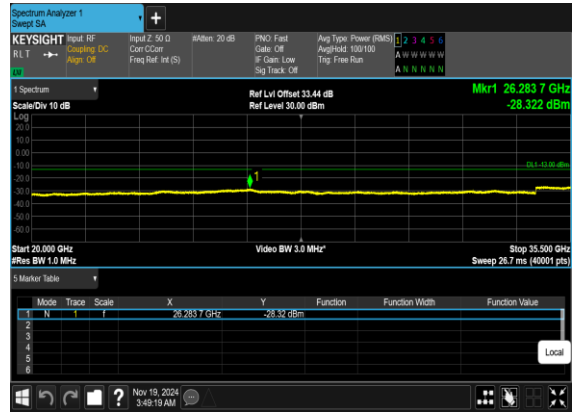 Spectrum Analyzer 1
Swept SA
+
KEYSIGHT
RLT
LW
Input: RF
Coupling: DC
Align: Off
Input Z: 50 Ω
Corr CCorr
Freq Ref: Int (S)
#Atten: 20 dB
PNO: Fast
Gate: Off
IF Gain: Low
Sig Track: Off
Avg Type: Power (RMS)
Avg|Hold: 100/100
Trig: Free Run
1 2 3 4 5 6
A W W W W W
A N N N N N
1 Spectrum
Scale/Div 10 dB
Ref Lvl Offset 33.44 dB
Ref Level 30.00 dBm
Mkr1 26.283 7 GHz
-28.322 dBm
Log
20.0
10.0
0.00
-10.0
-20.0
-30.0
-40.0
-50.0
-60.0
DL1 -13.00 dBm
1
Start 20.000 GHz
#Res BW 1.0 MHz
Video BW 3.0 MHz*
Stop 35.500 GHz
Sweep 26.7 ms (40001 pts)
5 Marker Table
Mode Trace Scale X Y Function Function Width Function Value
1 N 1 f 26.283 7 GHz -28.32 dBm
2
3
4
5
6
Local
?
Nov 19, 2024
3:49:19 AM